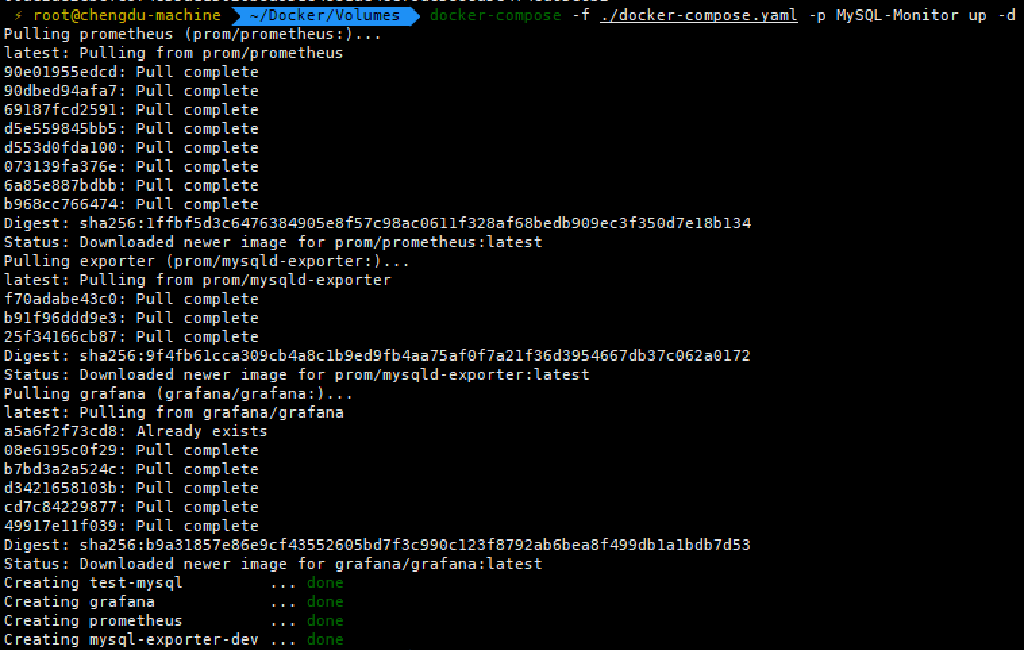 ⚡ root@chengdu-machine ~/Docker/Volumes docker-compose -f ./docker-compose.yaml -p MySQL-Monitor up -d
Pulling prometheus (prom/prometheus:)...
latest: Pulling from prom/prometheus
90e01955edcd: Pull complete
90dbed94afa7: Pull complete
69187fcd2591: Pull complete
d5e559845bb5: Pull complete
d553d0fda100: Pull complete
073139fa376e: Pull complete
6a85e887bdbb: Pull complete
b968cc766474: Pull complete
Digest: sha256:1ffbf5d3c6476384905e8f57c98ac0611f328af68bedb909ec3f350d7e18b134
Status: Downloaded newer image for prom/prometheus:latest
Pulling exporter (prom/mysqld-exporter:)...
latest: Pulling from prom/mysqld-exporter
f70adabe43c0: Pull complete
b91f96ddd9e3: Pull complete
25f34166cb87: Pull complete
Digest: sha256:9f4fb61cca309cb4a8c1b9ed9fb4aa75af0f7a21f36d3954667db37c062a0172
Status: Downloaded newer image for prom/mysqld-exporter:latest
Pulling grafana (grafana/grafana:)...
latest: Pulling from grafana/grafana
a5a6f2f73cd8: Already exists
08e6195c0f29: Pull complete
b7bd3a2a524c: Pull complete
d3421658103b: Pull complete
cd7c84229877: Pull complete
49917e11f039: Pull complete
Digest: sha256:b9a31857e86e9cf43552605bd7f3c990c123f8792ab6bea8f499db1a1bdb7d53
Status: Downloaded newer image for grafana/grafana:latest
Creating test-mysql ... done
Creating grafana ... done
Creating prometheus ... done
Creating mysql-exporter-dev ... done